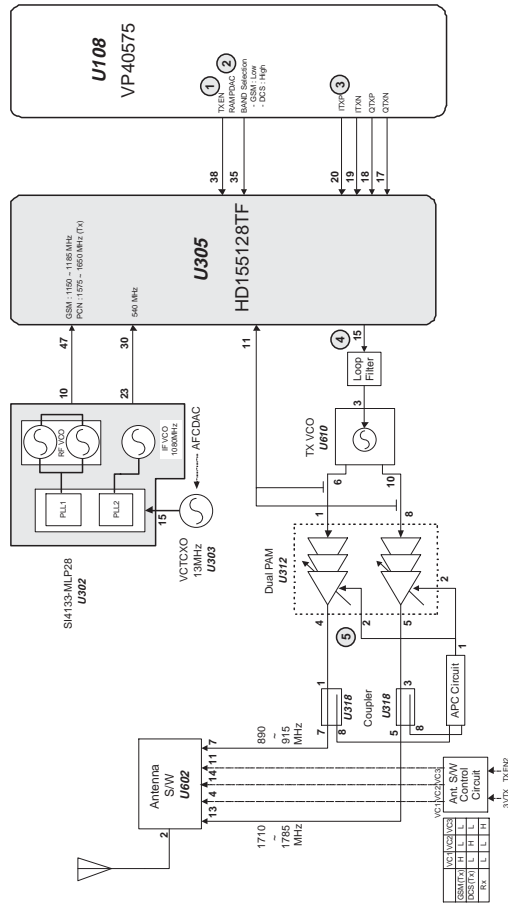 U108
VP40575
1
TXEN
2
RAMPDAC
BAND Selection
- GSM : Low
- DCS : High
3
ITXP
ITXN
QTXP
QTXN
38
35
20
19
18
17
GSM : 1150 ~ 1185 MHz
PCN : 1575 ~ 1650 MHz (Tx)
540 MHz
U305
HD155128TF
47
30
11
4
15
10
23
RF VCO
IF VCO
1080MHz
PLL1
PLL2
15
AFCDAC
VCTCXO
13MHz
U303
SI4133-MLP28
U302
Loop
Filter
3
TX VCO
U610
6
10
1
8
Dual PAM
U312
4
2
5
5
2
1
1
U318
7
8
Coupler
3
U318
5
8
APC Circuit
890
~
915
MHz
1710
~
1785
MHz
Antenna
S/W
U602
2
7
11
14
4
13
VC1 VC2 VC3
Ant. S/W
Control
Circuit
3VTX TXEN2
VC1 VC2 VC3
GSM(Tx) H L L
DCS(Tx) L H L
Rx L L H